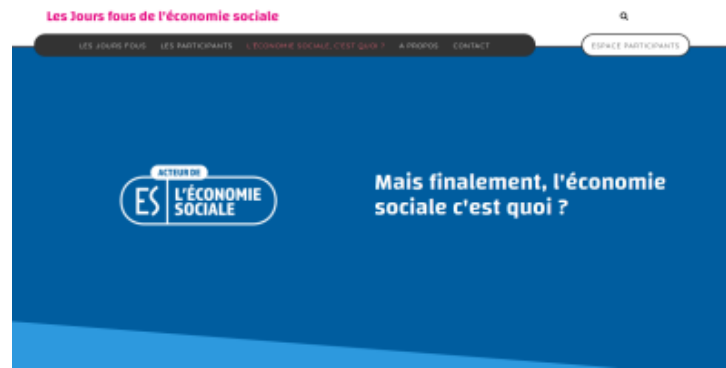 Les Jours fous de l'économie sociale
LES JOURS FOUS LES PARTICIPANTS L'ÉCONOMIE SOCIALE, C'EST QUOI ? A PROPOS CONTACT
ESPACE PARTICIPANTS
ACTEUR DE
ES L'ÉCONOMIE
SOCIALE
Mais finalement, l'économie
sociale c'est quoi ?